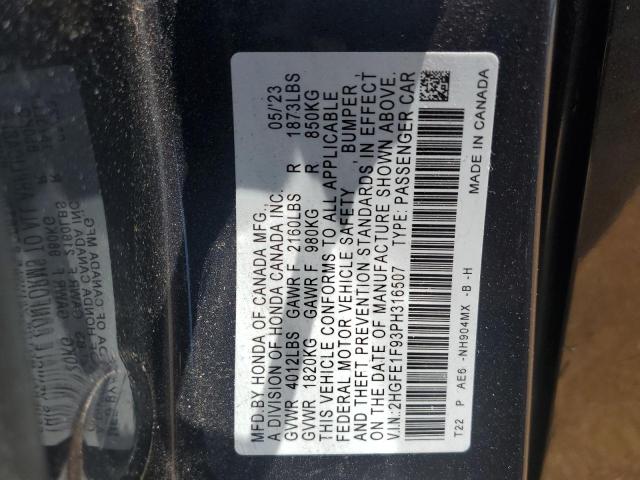 MFD. BY HONDA OF CANADA MFG. 05/'23
A DIVISION OF HONDA CANADA INC.
GVWR 4012LBS GAWR F 2160LBS R 1873LBS
GVWR 1820KG GAWR F 980KG R 850KG
THIS VEHICLE CONFORMS TO ALL APPLICABLE
FEDERAL MOTOR VEHICLE SAFETY, BUMPER,
AND THEFT PREVENTION STANDARDS IN EFFECT
ON THE DATE OF MANUFACTURE SHOWN ABOVE.
V.I.N.:2HGFE1F93PH316507 TYPE: PASSENGER CAR
T22 P AE6 -NH904MX -B -H MADE IN CANADA